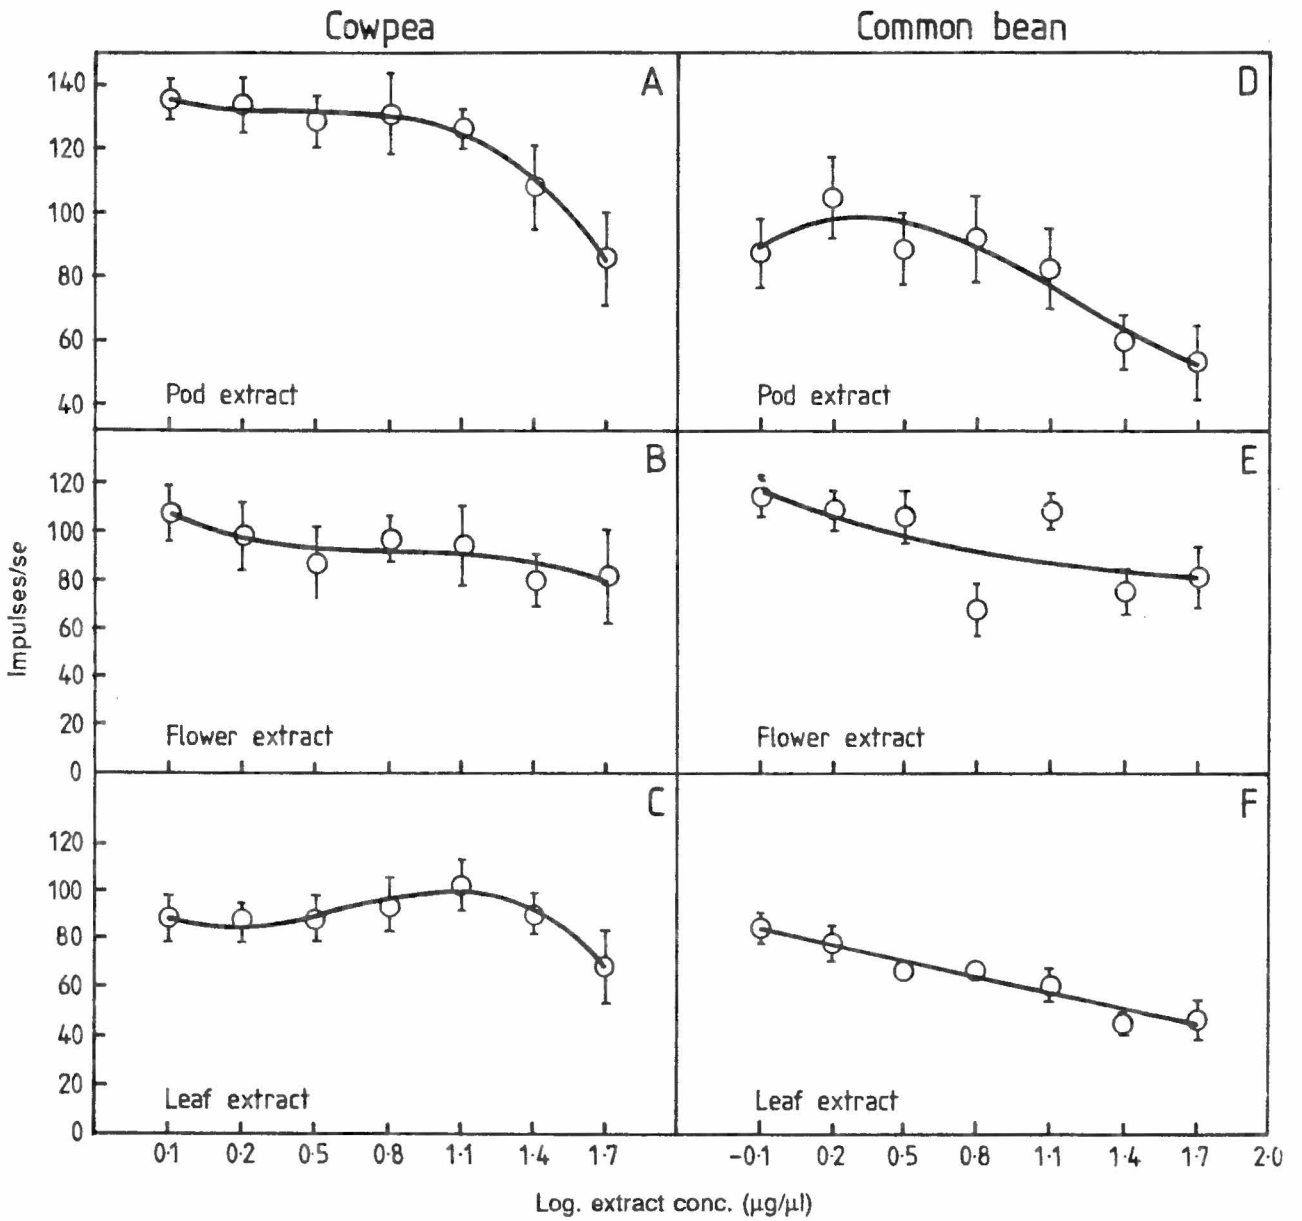 Cowpea
Common bean
140
120
100
80
60
40
A
Pod extract
D
Pod extract
120
100
80
60
40
20
0
B
Flower extract
E
Flower extract
120
100
80
60
40
20
0
C
Leaf extract
F
Leaf extract
Impulses/se
0·1 0·2 0·5 0·8 1·1 1·4 1·7
-0·1 0·2 0·5 0·8 1·1 1·4 1·7 2·0
Log. extract conc. (µg/µl)